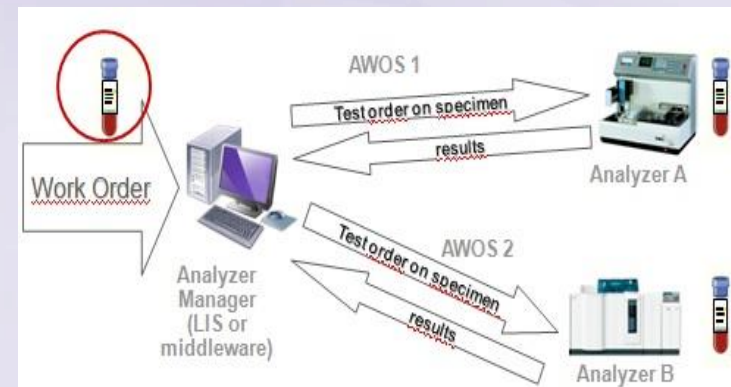 AWOS 1
Test order on specimen
results
Analyzer A
Work Order
AWOS 2
Test order on specimen
results
Analyzer
Manager
(LIS or
middleware)
Analyzer B